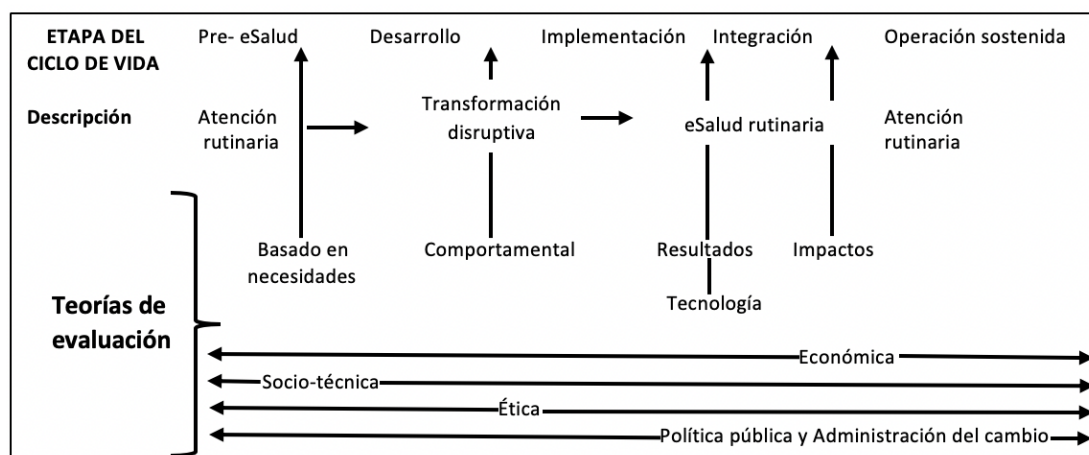 ETAPA DEL
CICLO DE VIDA
Pre- eSalud
Desarrollo
Implementación
Integración
Operación sostenida
Descripción
Atención
rutinaria
Transformación
disruptiva
eSalud rutinaria
Atención
rutinaria
Teorías de
evaluación
Basado en
necesidades
Comportamental
Resultados
Impactos
Tecnología
Económica
Socio-técnica
Ética
Política pública y Administración del cambio